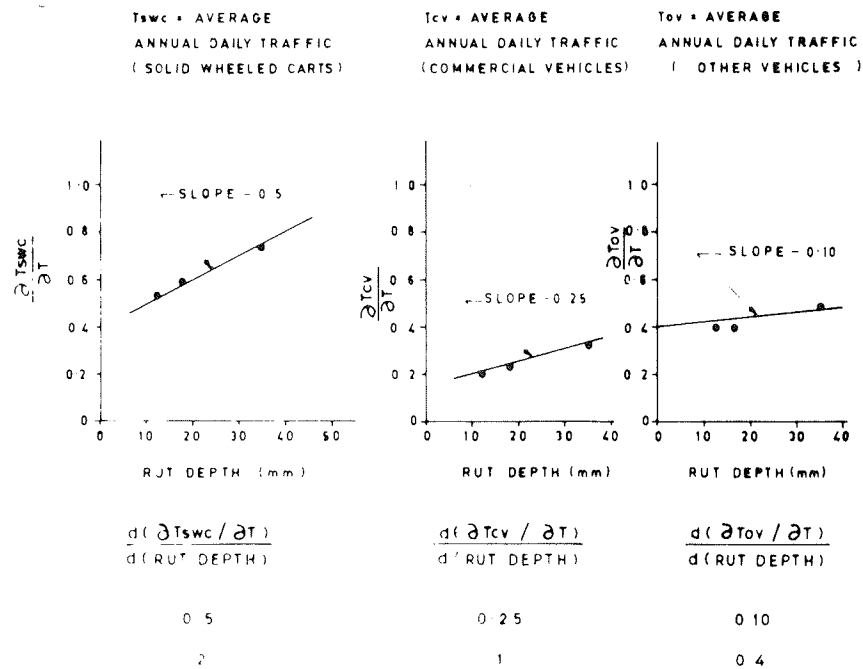 Tswc = AVERAGE
ANNUAL DAILY TRAFFIC
(SOLID WHEELED CARTS)
Tcv = AVERAGE
ANNUAL DAILY TRAFFIC
(COMMERCIAL VEHICLES)
Tov = AVERAGE
ANNUAL DAILY TRAFFIC
( OTHER VEHICLES )
1.0
0.8
0.6
0.4
0.2
0
∂Tswc
∂T
←SLOPE - 0.5
0 10 20 30 40 50
RUT DEPTH (mm)
1.0
0.8
0.6
0.4
0.2
0
∂Tcv
∂T
←SLOPE - 0.25
0 10 20 30 40
RUT DEPTH (mm)
1.0
0.8
0.6
0.4
0.2
0
∂Tov
∂T
← SLOPE - 0.10
0 10 20 30 40
RUT DEPTH (mm)
d(∂Tswc / ∂T)
d(RUT DEPTH)
d(∂Tcv / ∂T)
d(RUT DEPTH)
d(∂Tov / ∂T)
d(RUT DEPTH)
0.5 0.25 0.10
2 1 0.4